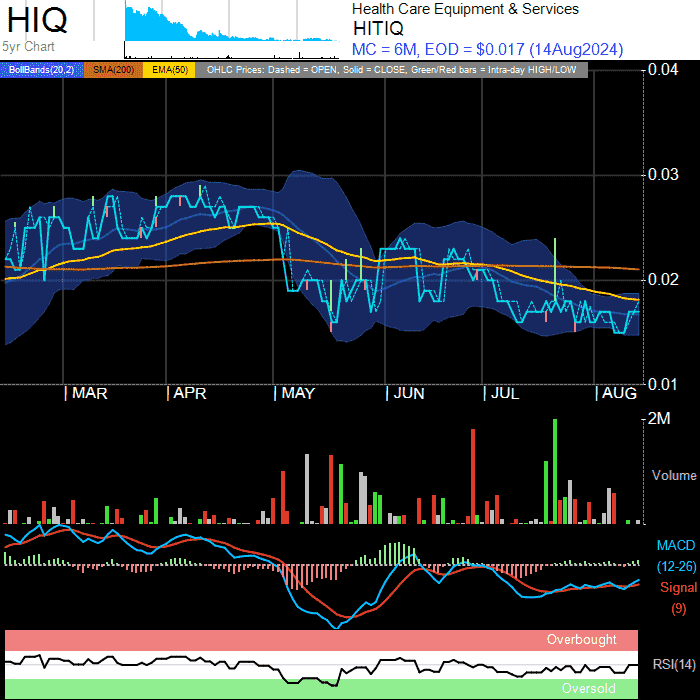 HIQ
5yr Chart
Health Care Equipment & Services
HITIQ
MC = 6M, EOD = $0.017 (14Aug2024)
BollBands(20,2) SMA(200) EMA(50) OHLC Prices: Dashed = OPEN, Solid = CLOSE, Green/Red bars = Intra-day HIGH/LOW
0.04
0.03
0.02
0.01
| MAR | APR | MAY | JUN | JUL | AUG
2M
Volume
MACD
(12-26)
Signal
(9)
Overbought
RSI(14)
Oversold